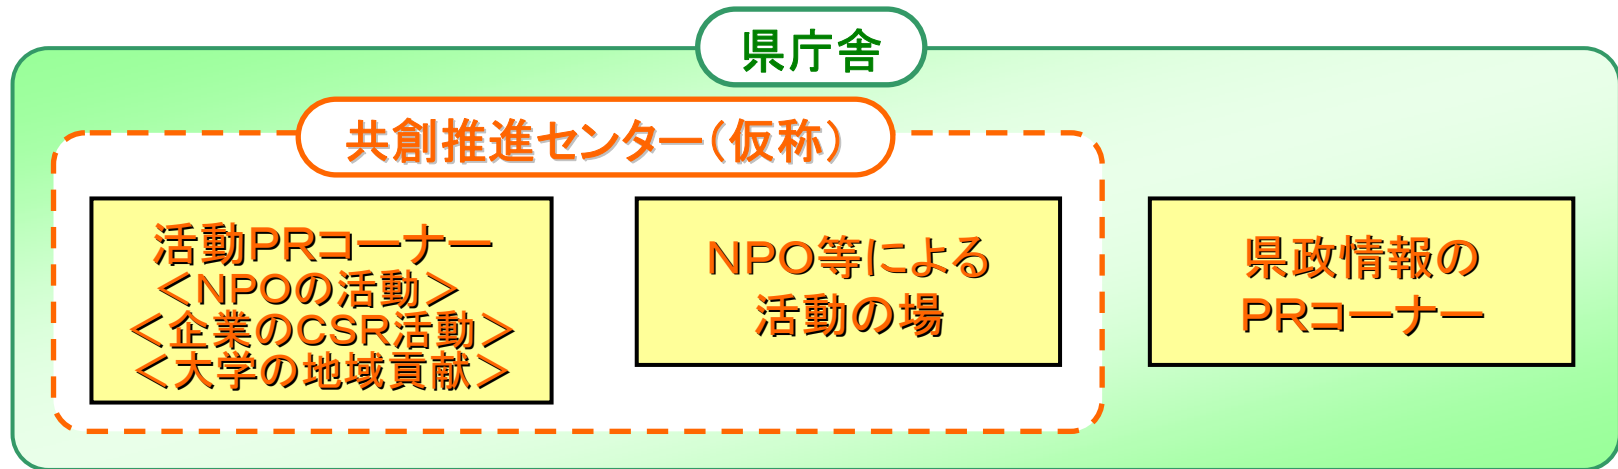 県庁舎
共創推進センター(仮称)
活動PRコーナー
<NPOの活動>
<企業のCSR活動>
<大学の地域貢献>
NPO等による
活動の場
県政情報の
PRコーナー